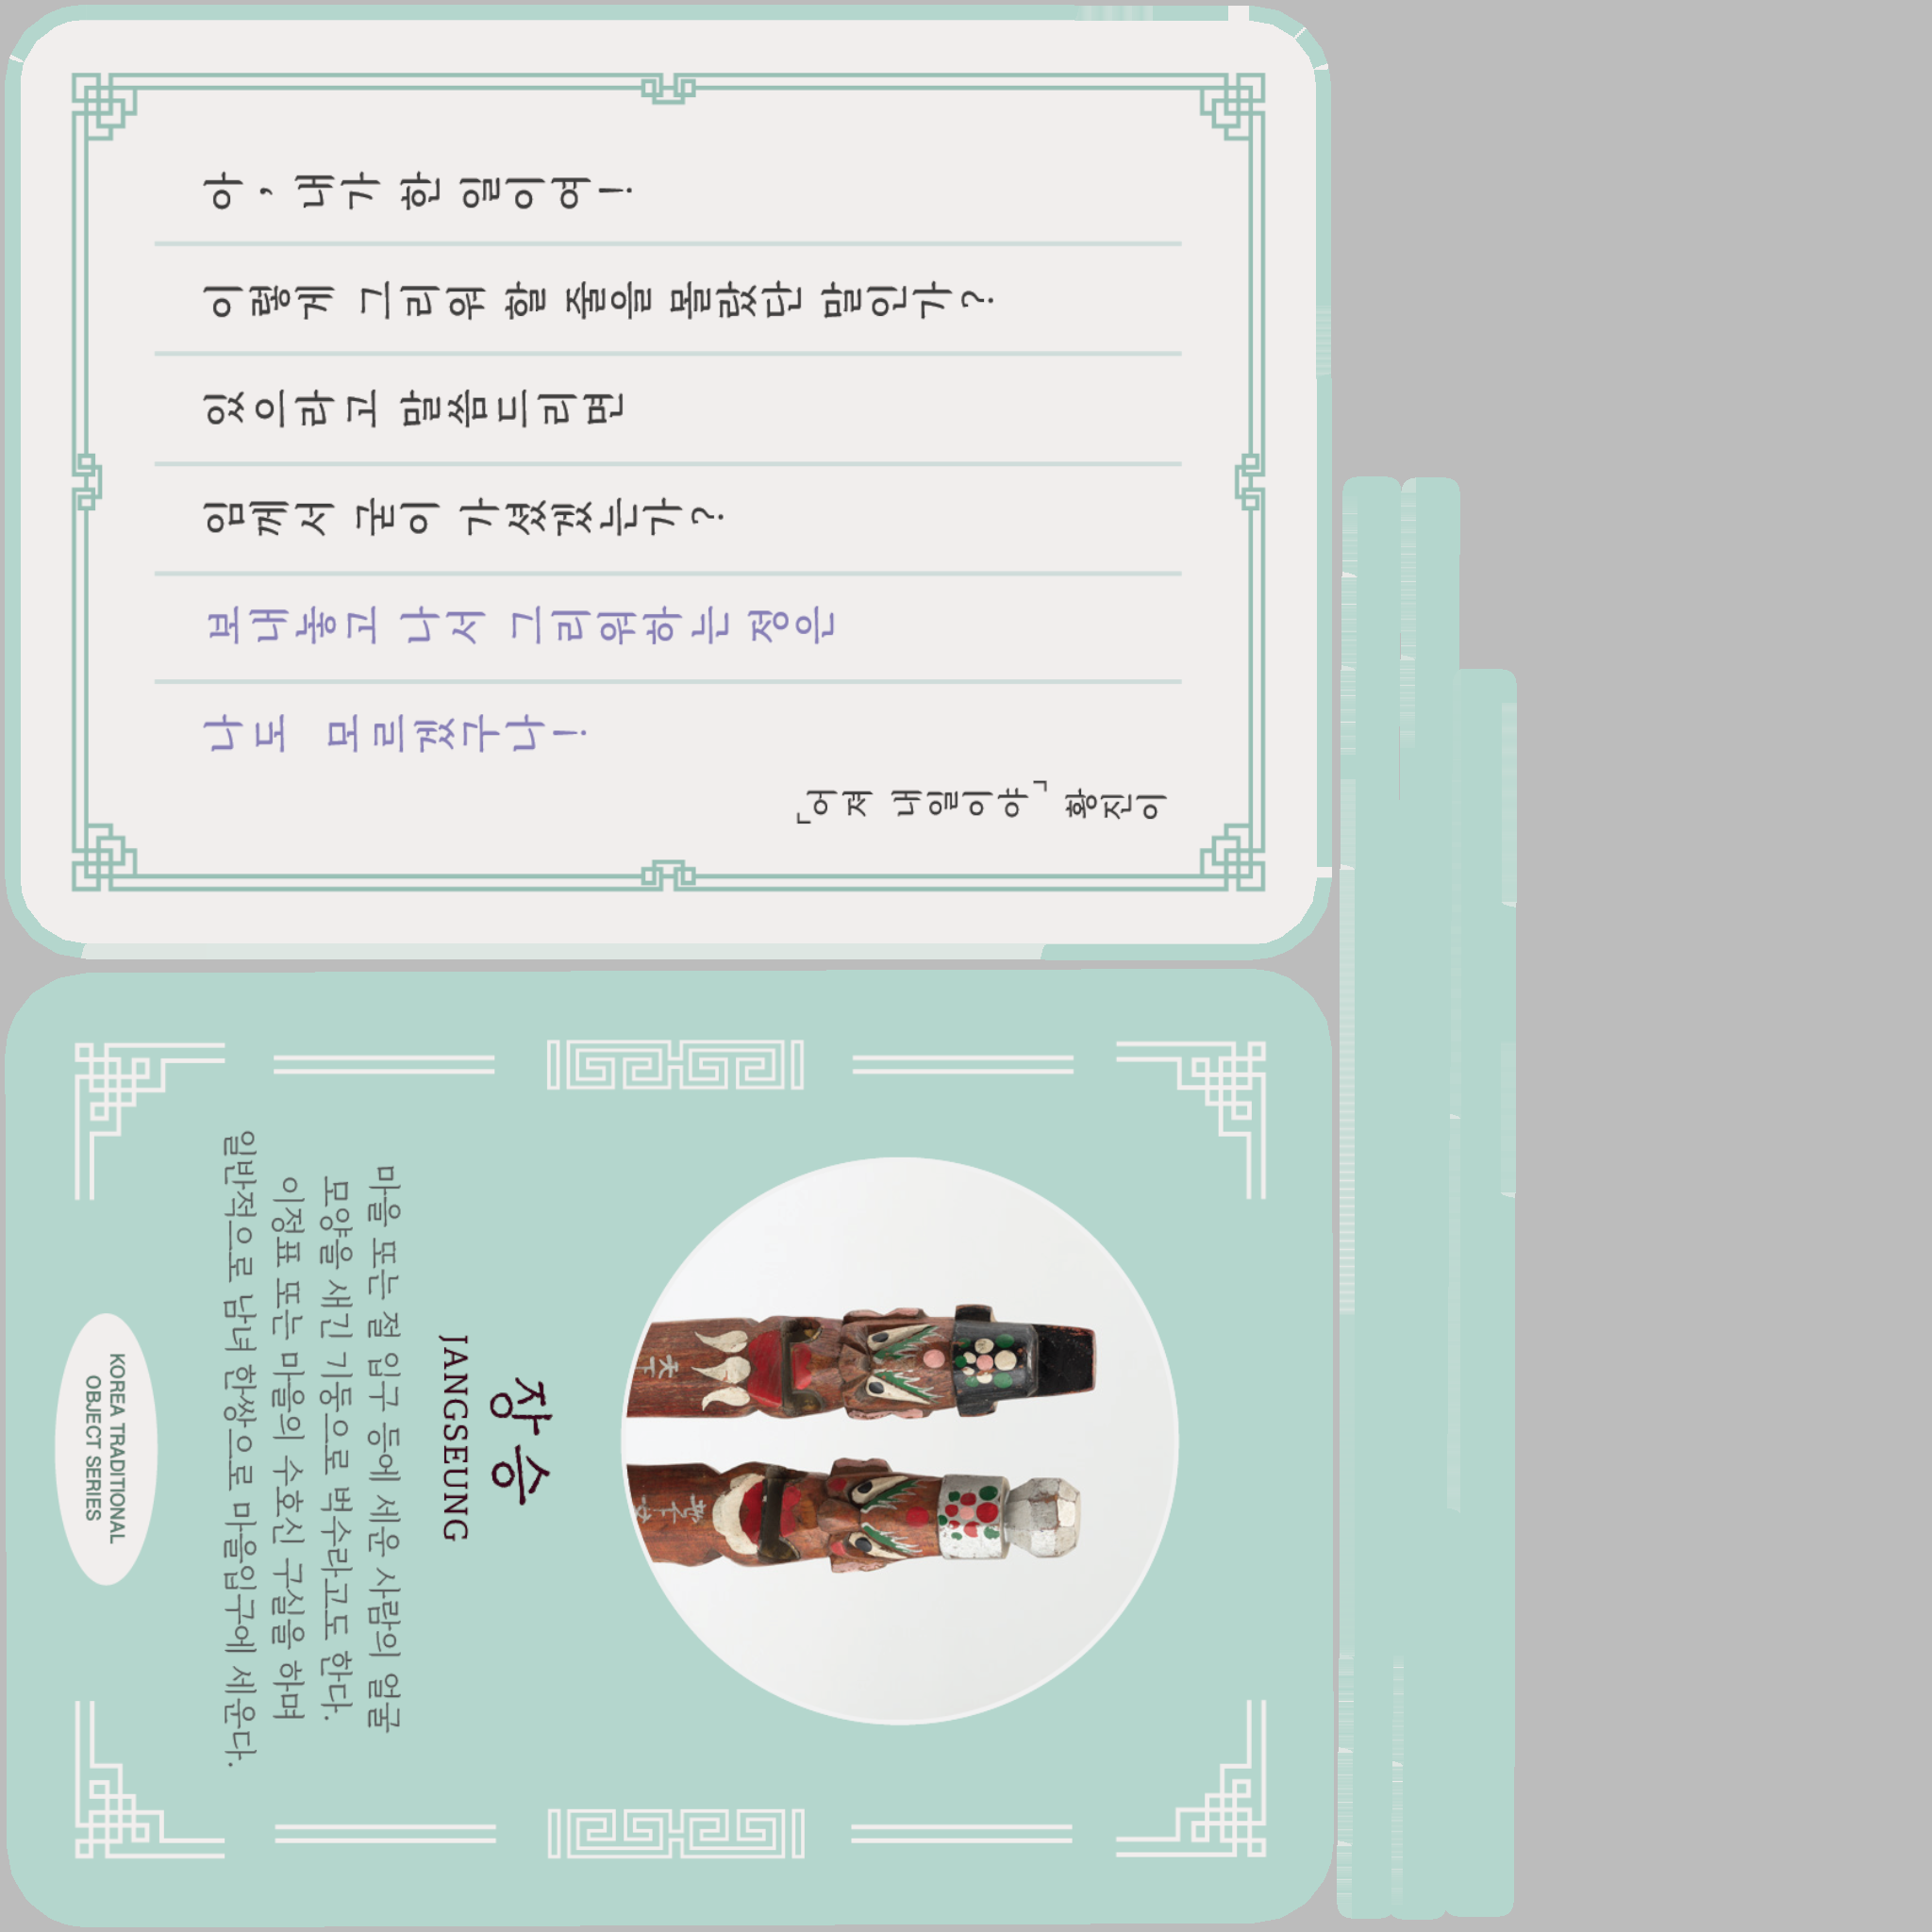 아, 내가 한 일이여!
이렇게 그리워 할 줄을 몰랐단 말인가?
있으라고 말씀드리면
임께서 굳이 가셨겠는가?
보내놓고 나서 그리워하는 정은
나도 모르겠구나!
「어져 내일이야」 황진이
장승
JANGSEUNG
마을 또는 절 입구 등에 세운 사람의 얼굴
모양을 새긴 기둥으로 벅수라고도 한다.
이정표 또는 마을의 수호신 구실을 하며
일반적으로 남녀 한쌍으로 마을입구에 세운다.
KOREA TRADITIONAL
OBJECT SERIES